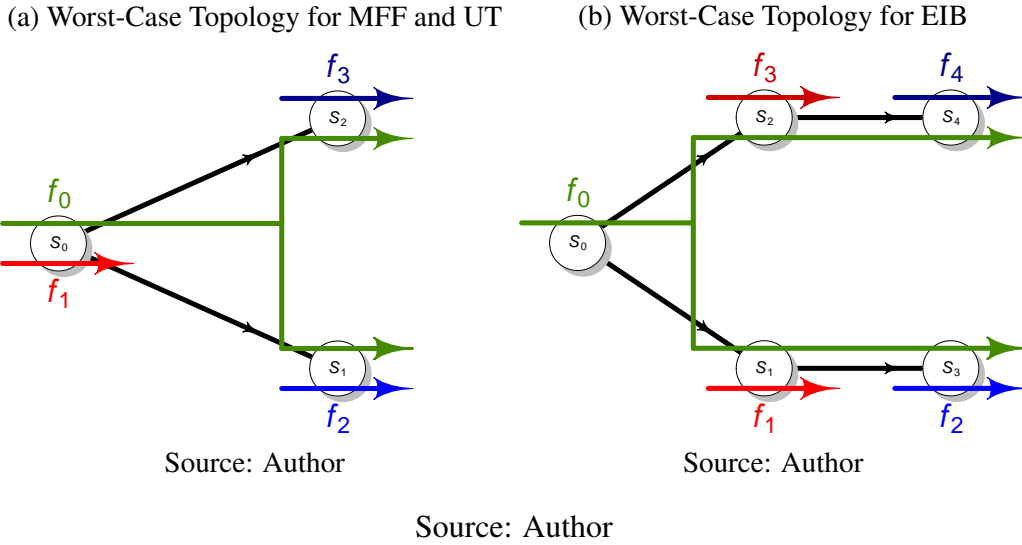 (a) Worst-Case Topology for MFF and UT
(b) Worst-Case Topology for EIB
f3
S2
f0
S0
f1
S1
f2
f3
f4
S2
S4
f0
S0
S1
S3
f1
f2
Source: Author
Source: Author
Source: Author